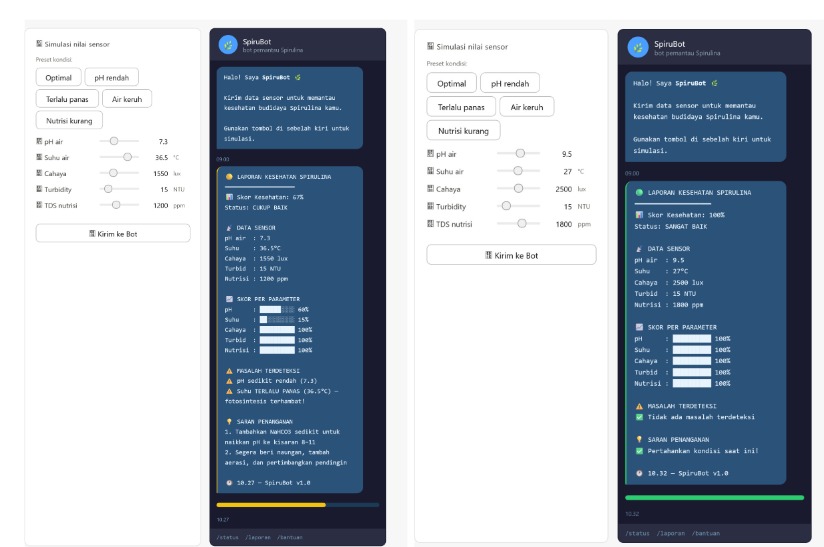 Simulasi nilai sensor
Preset kondisi
Optimal
pH rendah
Terlalu panas
Air keruh
Nutrisi kurang
pH air 7.3
Suhu air 36.5 °C
Cahaya 1550 lux
Turbidity 15 NTU
TDS nutrisi 1200 ppm
Kirim ke Bot
SpiruBot
bot pemantau Spirulina
Halo! Saya SpiruBot
Kirim data sensor untuk memantau
kesehatan budidaya Spirulina kamu.
Gunakan tombol di sebelah kiri untuk
simulasi.
09.00
LAPORAN KESEHATAN SPIRULINA
Skor Kesehatan: 67%
Status: CUKUP BAIK
DATA SENSOR
pH air : 7.3
Suhu : 36.5°C
Cahaya : 1550 lux
Turbid : 15 NTU
Nutrisi : 1200 ppm
SKOR PER PARAMETER
pH : 60%
Suhu : 15%
Cahaya : 100%
Turbid : 100%
Nutrisi : 100%
MASALAH TERDETEKSI
pH sedikit rendah (7.3)
Suhu TERLALU PANAS (36.5°C) —
fotosintesis terhambat!
SARAN PENANGANAN
1. Tambahkan NaHCO3 sedikit untuk
naikkan pH ke kisaran 8–11
2. Segera beri naungan, tambah
aerasi, dan pertimbangkan pendingin
10.27 — SpiruBot v1.0
10.27
/status /laporan /bantuan
Simulasi nilai sensor
Preset kondisi
Optimal
pH rendah
Terlalu panas
Air keruh
Nutrisi kurang
pH air 9.5
Suhu air 27 °C
Cahaya 2500 lux
Turbidity 15 NTU
TDS nutrisi 1800 ppm
Kirim ke Bot
SpiruBot
bot pemantau Spirulina
Halo! Saya SpiruBot
Kirim data sensor untuk memantau
kesehatan budidaya Spirulina kamu.
Gunakan tombol di sebelah kiri untuk
simulasi.
09.00
LAPORAN KESEHATAN SPIRULINA
Skor Kesehatan: 100%
Status: SANGAT BAIK
DATA SENSOR
pH air : 9.5
Suhu : 27°C
Cahaya : 2500 lux
Turbid : 15 NTU
Nutrisi : 1800 ppm
SKOR PER PARAMETER
pH : 100%
Suhu : 100%
Cahaya : 100%
Turbid : 100%
Nutrisi : 100%
MASALAH TERDETEKSI
Tidak ada masalah terdeteksi
SARAN PENANGANAN
Pertahankan kondisi saat ini!
10.32 — SpiruBot v1.0
10.32
/status /laporan /bantuan